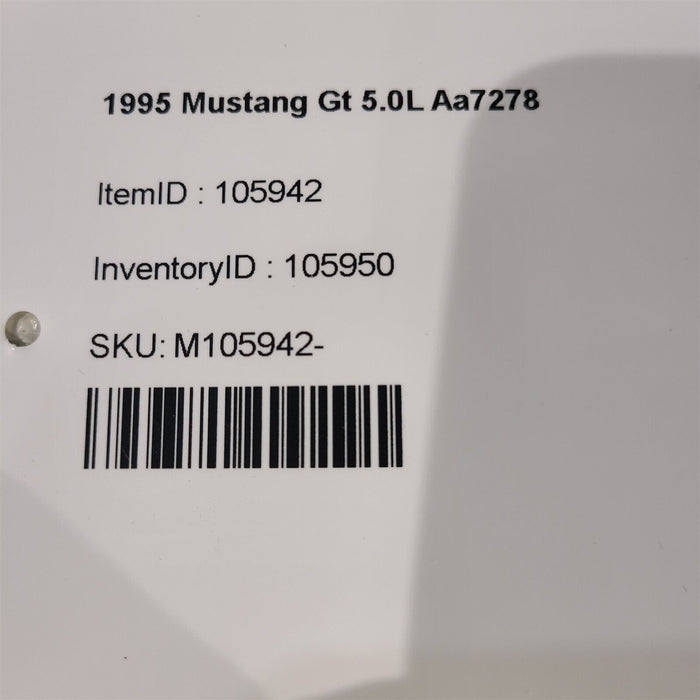 1995 Mustang Gt 5.0L Aa7278
ItemID : 105942
InventoryID : 105950
SKU: M105942-